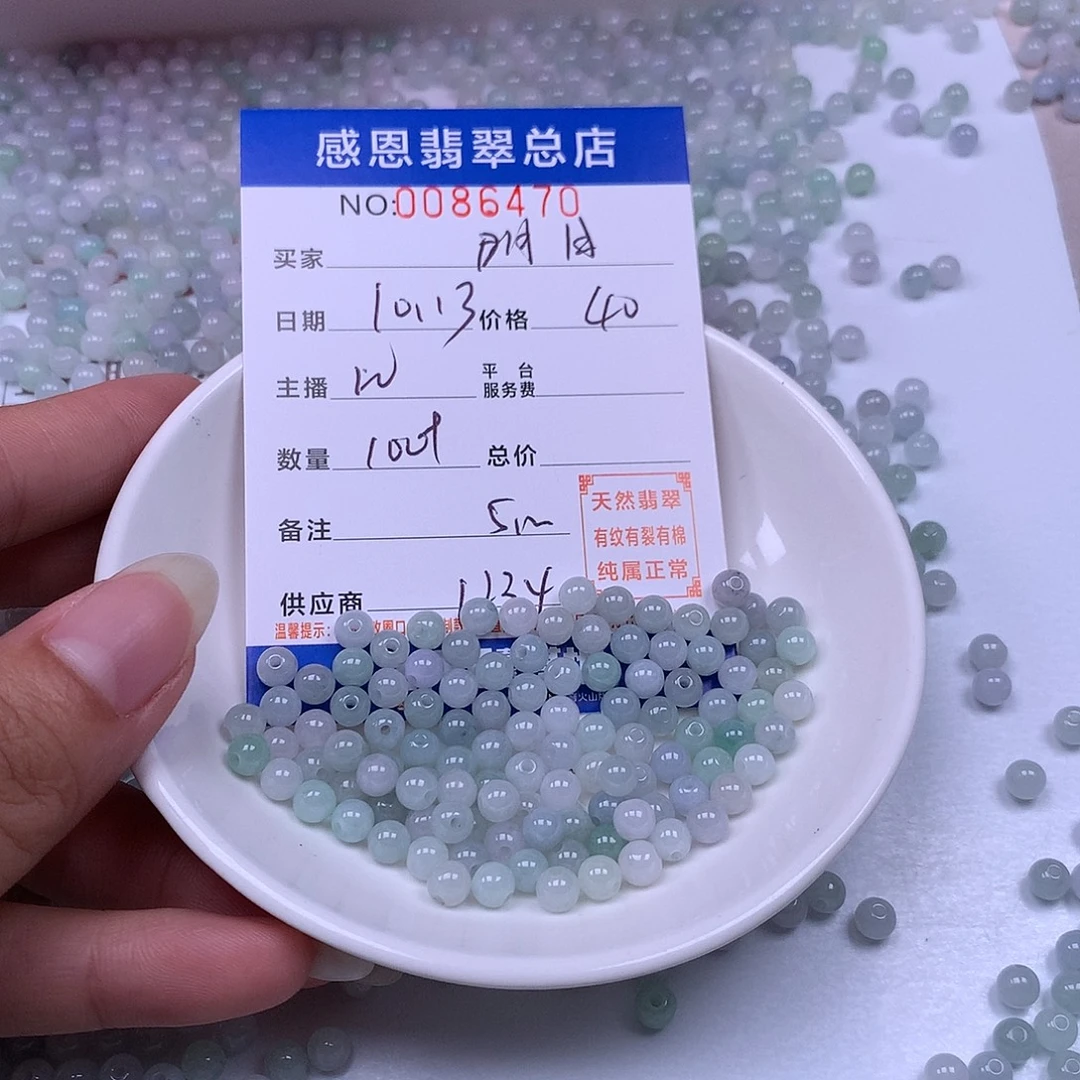 感恩翡翠总店
NO:0086470
买家
日期 10.13 价格 40
主播 平台服务费
数量 100 总价
天然翡翠
备注 5m
有纹有裂有棉
纯属正常
供应商 1134
温馨提示: